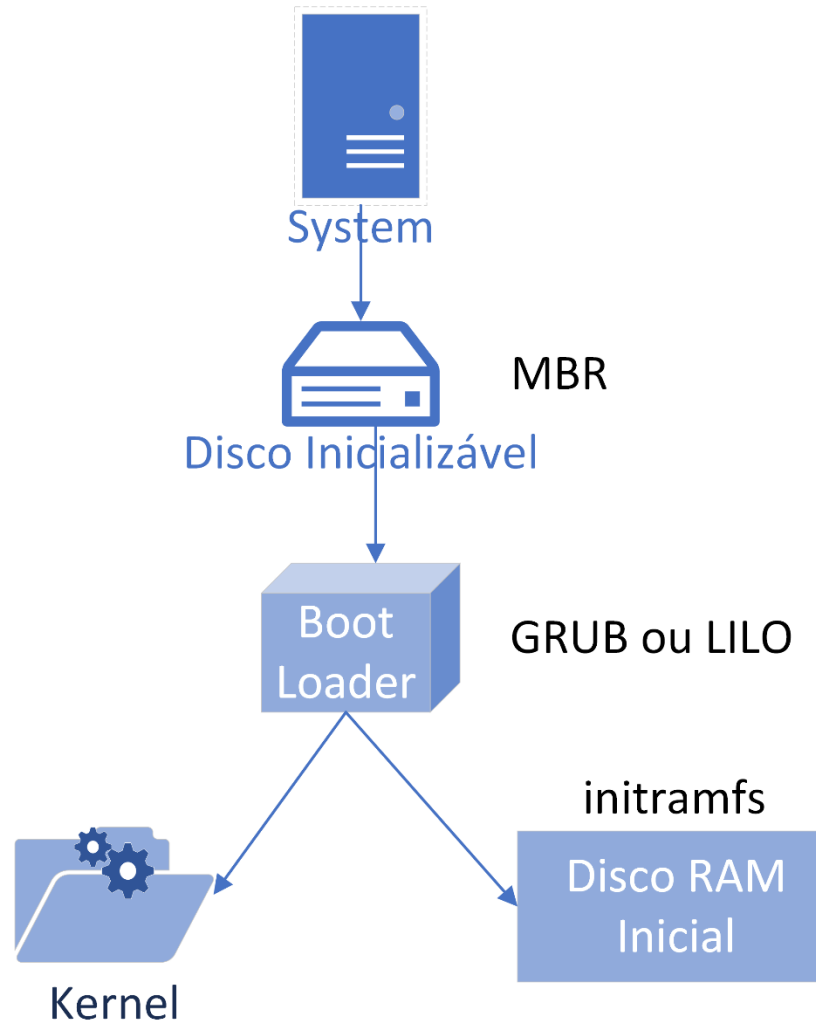 System
MBR
Disco Inicializável
Boot
Loader
GRUB ou LILO
initramfs
Disco RAM
Inicial
Kernel